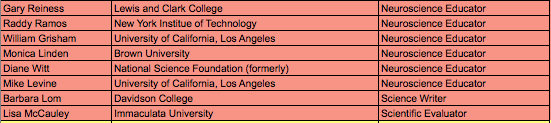 Gary Reiness Lewis and Clark College Neuroscience Educator
Raddy Ramos New York Institue of Technology Neuroscience Educator
William Grisham University of California, Los Angeles Neuroscience Educator
Monica Linden Brown University Neuroscience Educator
Diane Witt National Science Foundation (formerly) Neuroscience Educator
Mike Levine University of California, Los Angeles Neuroscience Educator
Barbara Lom Davidson College Science Writer
Lisa McCauley Immaculata University Scientific Evaluator